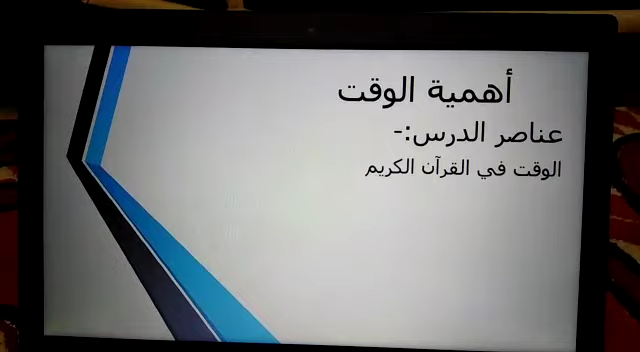 أهمية الوقت
عناصر الدرس:-
الوقت في القرآن الكريم